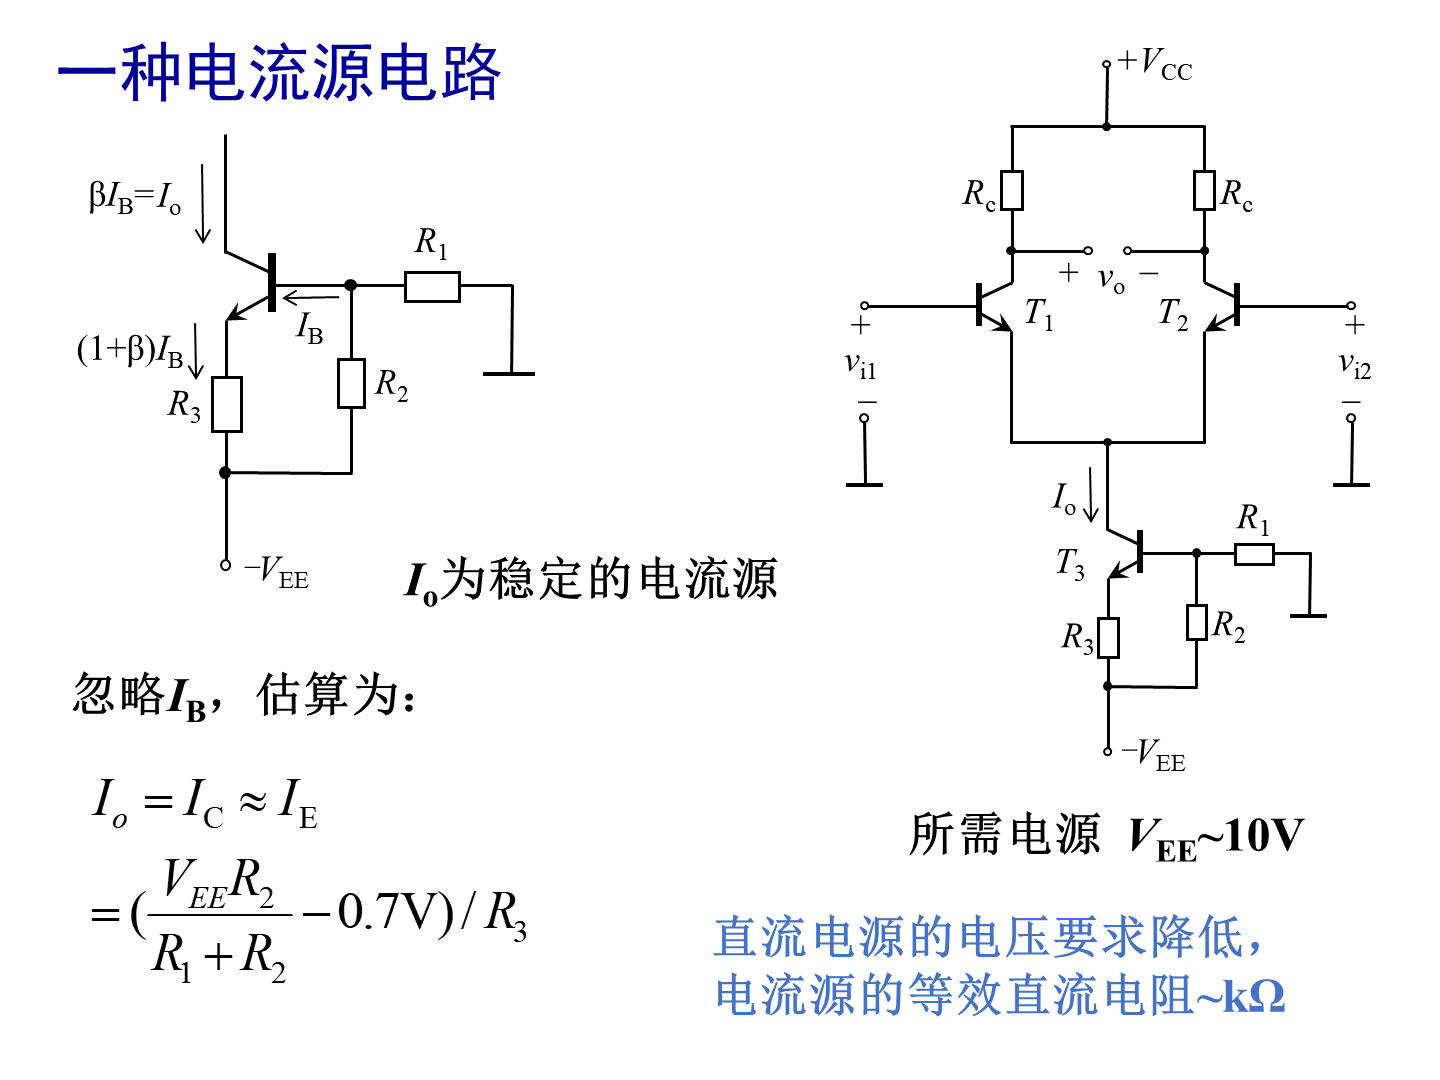 一种电流源电路
βIB=Io
R1
IB
(1+β)IB
R3
R2
−VEE
Io为稳定的电流源
忽略IB，估算为：
Io = IC ≈ IE
= (VEE R2 / (R1 + R2) − 0.7V) / R3
+VCC
Rc
Rc
+ vo −
T1
T2
+
vi1
−
+
vi2
−
Io
R1
T3
R3
R2
−VEE
所需电源 VEE~10V
直流电源的电压要求降低，
电流源的等效直流电阻~kΩ